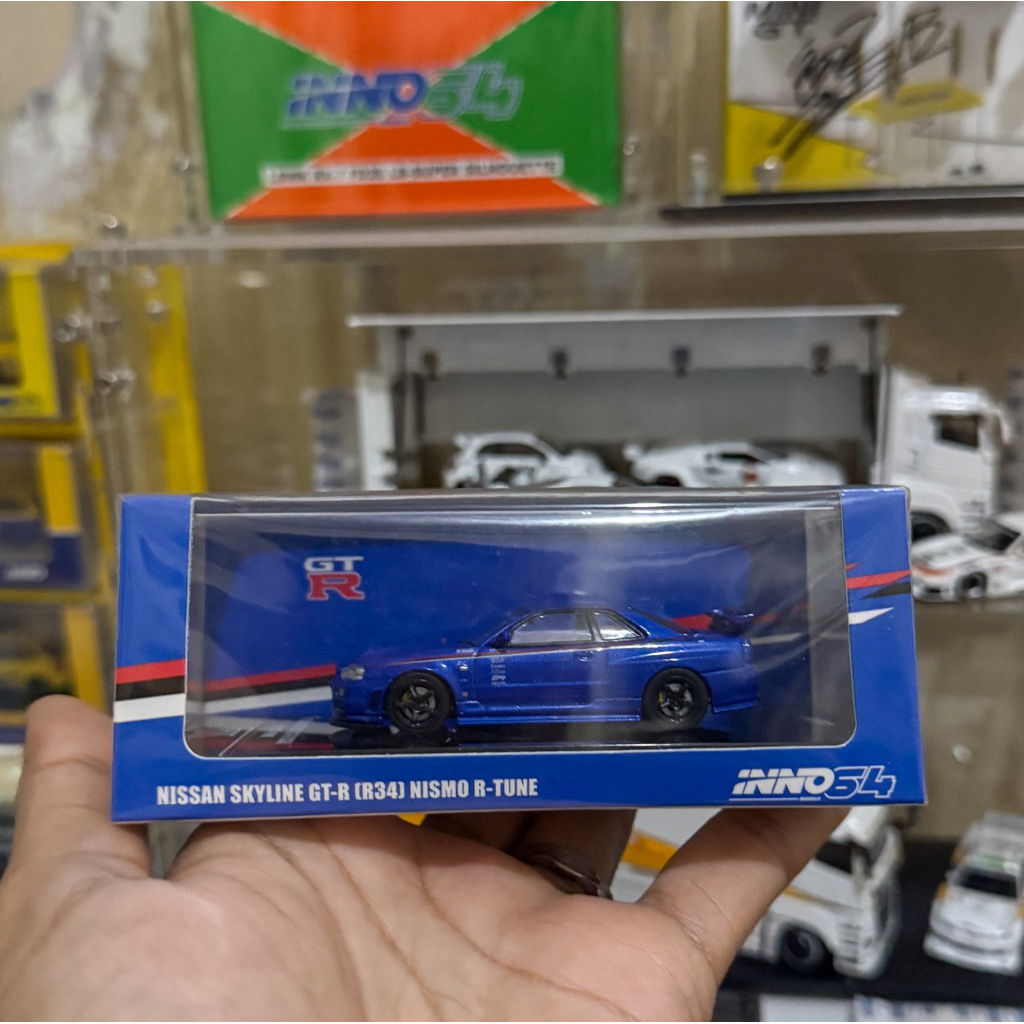 INNO64
GT
R
NISSAN SKYLINE GT-R (R34) NISMO R-TUNE
INNO64